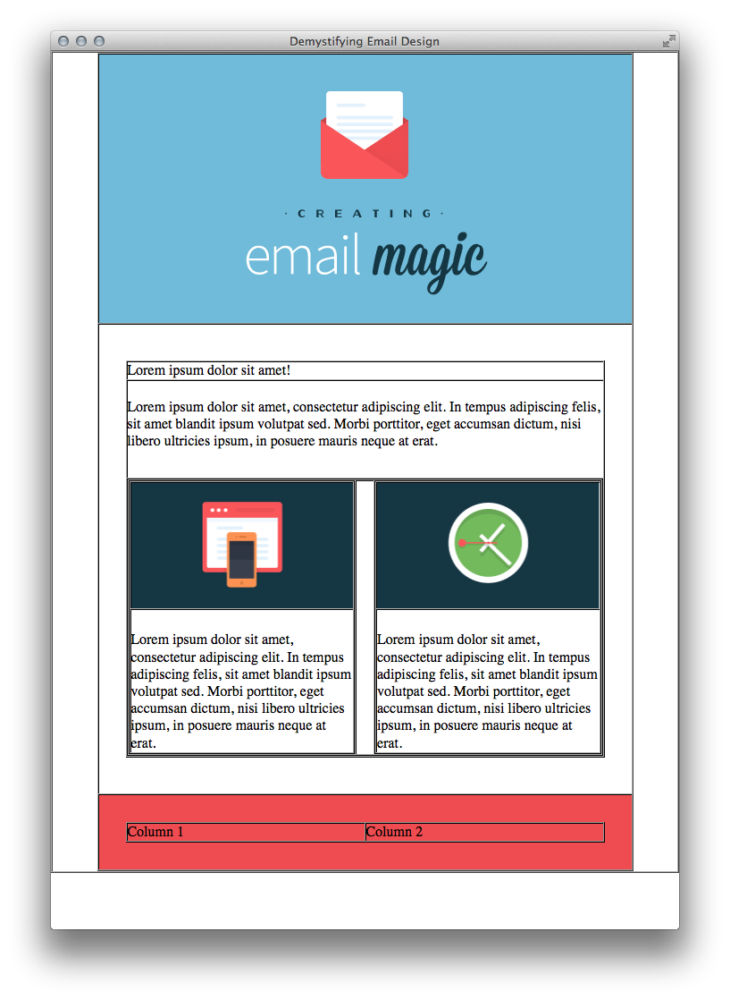 Demystifying Email Design
· CREATING ·
email magic
Lorem ipsum dolor sit amet!
Lorem ipsum dolor sit amet, consectetur adipiscing elit. In tempus adipiscing felis,
sit amet blandit ipsum volutpat sed. Morbi porttitor, eget accumsan dictum, nisi
libero ultricies ipsum, in posuere mauris neque at erat.
Lorem ipsum dolor sit amet,
consectetur adipiscing elit. In tempus
adipiscing felis, sit amet blandit ipsum
volutpat sed. Morbi porttitor, eget
accumsan dictum, nisi libero ultricies
ipsum, in posuere mauris neque at
erat.
Lorem ipsum dolor sit amet,
consectetur adipiscing elit. In tempus
adipiscing felis, sit amet blandit ipsum
volutpat sed. Morbi porttitor, eget
accumsan dictum, nisi libero ultricies
ipsum, in posuere mauris neque at
erat.
Column 1
Column 2